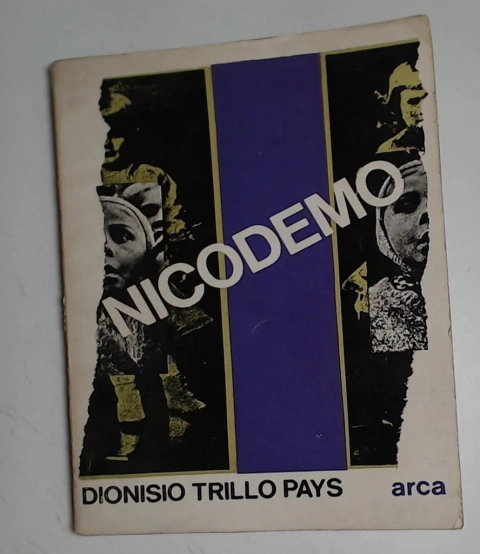 NICODEMO
DIONISIO TRILLO PAYS
arca